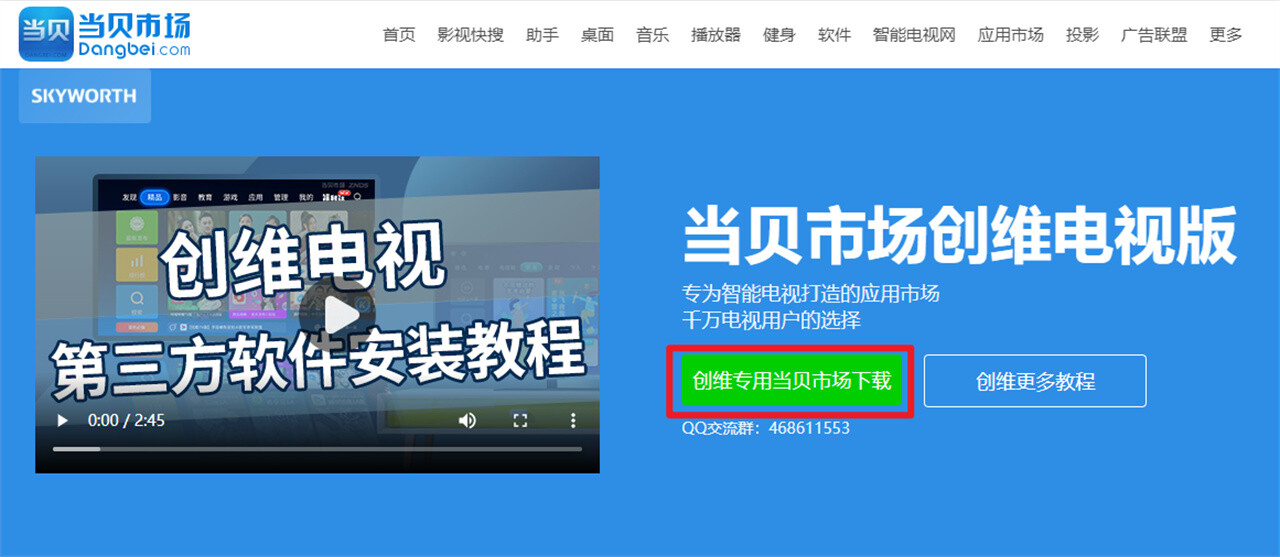 当贝
当贝市场
Dangbei.com
首页 影视快搜 助手 桌面 音乐 播放器 健身 软件 智能电视网 应用市场 投影 广告联盟 更多
SKYWORTH
当贝市场 ZNDS
发现 精品 影音 教育 游戏 应用 管理 我的
NEW
创维电视
第三方软件安装教程
0:00 / 2:45
当贝市场创维电视版
专为智能电视打造的应用市场
千万电视用户的选择
创维专用当贝市场下载
创维更多教程
QQ交流群：468611553